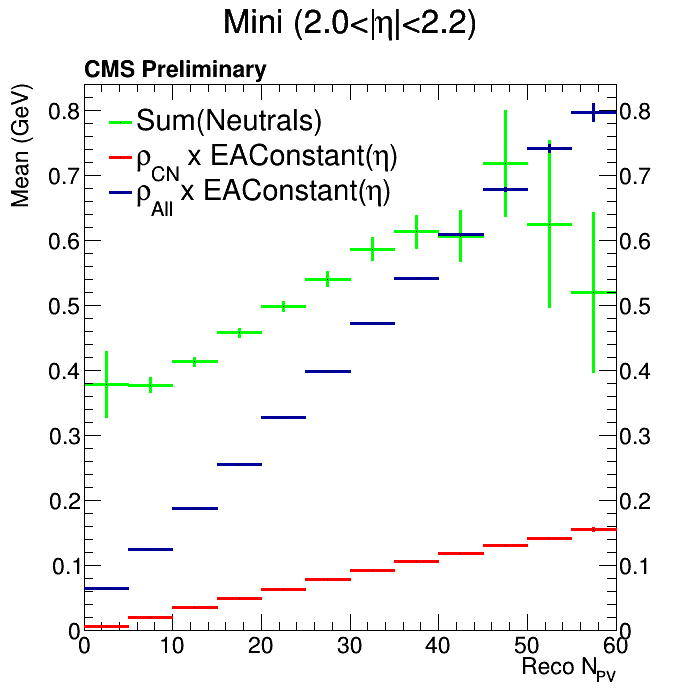 Mini (2.0<|η|<2.2)
CMS Preliminary
Mean (GeV)
Sum(Neutrals)
ρCN x EAConstant(η)
ρAll x EAConstant(η)
0.8 0.8
0.7 0.7
0.6 0.6
0.5 0.5
0.4 0.4
0.3 0.3
0.2 0.2
0.1 0.1
0 0
0 10 20 30 40 50 60
Reco NPV